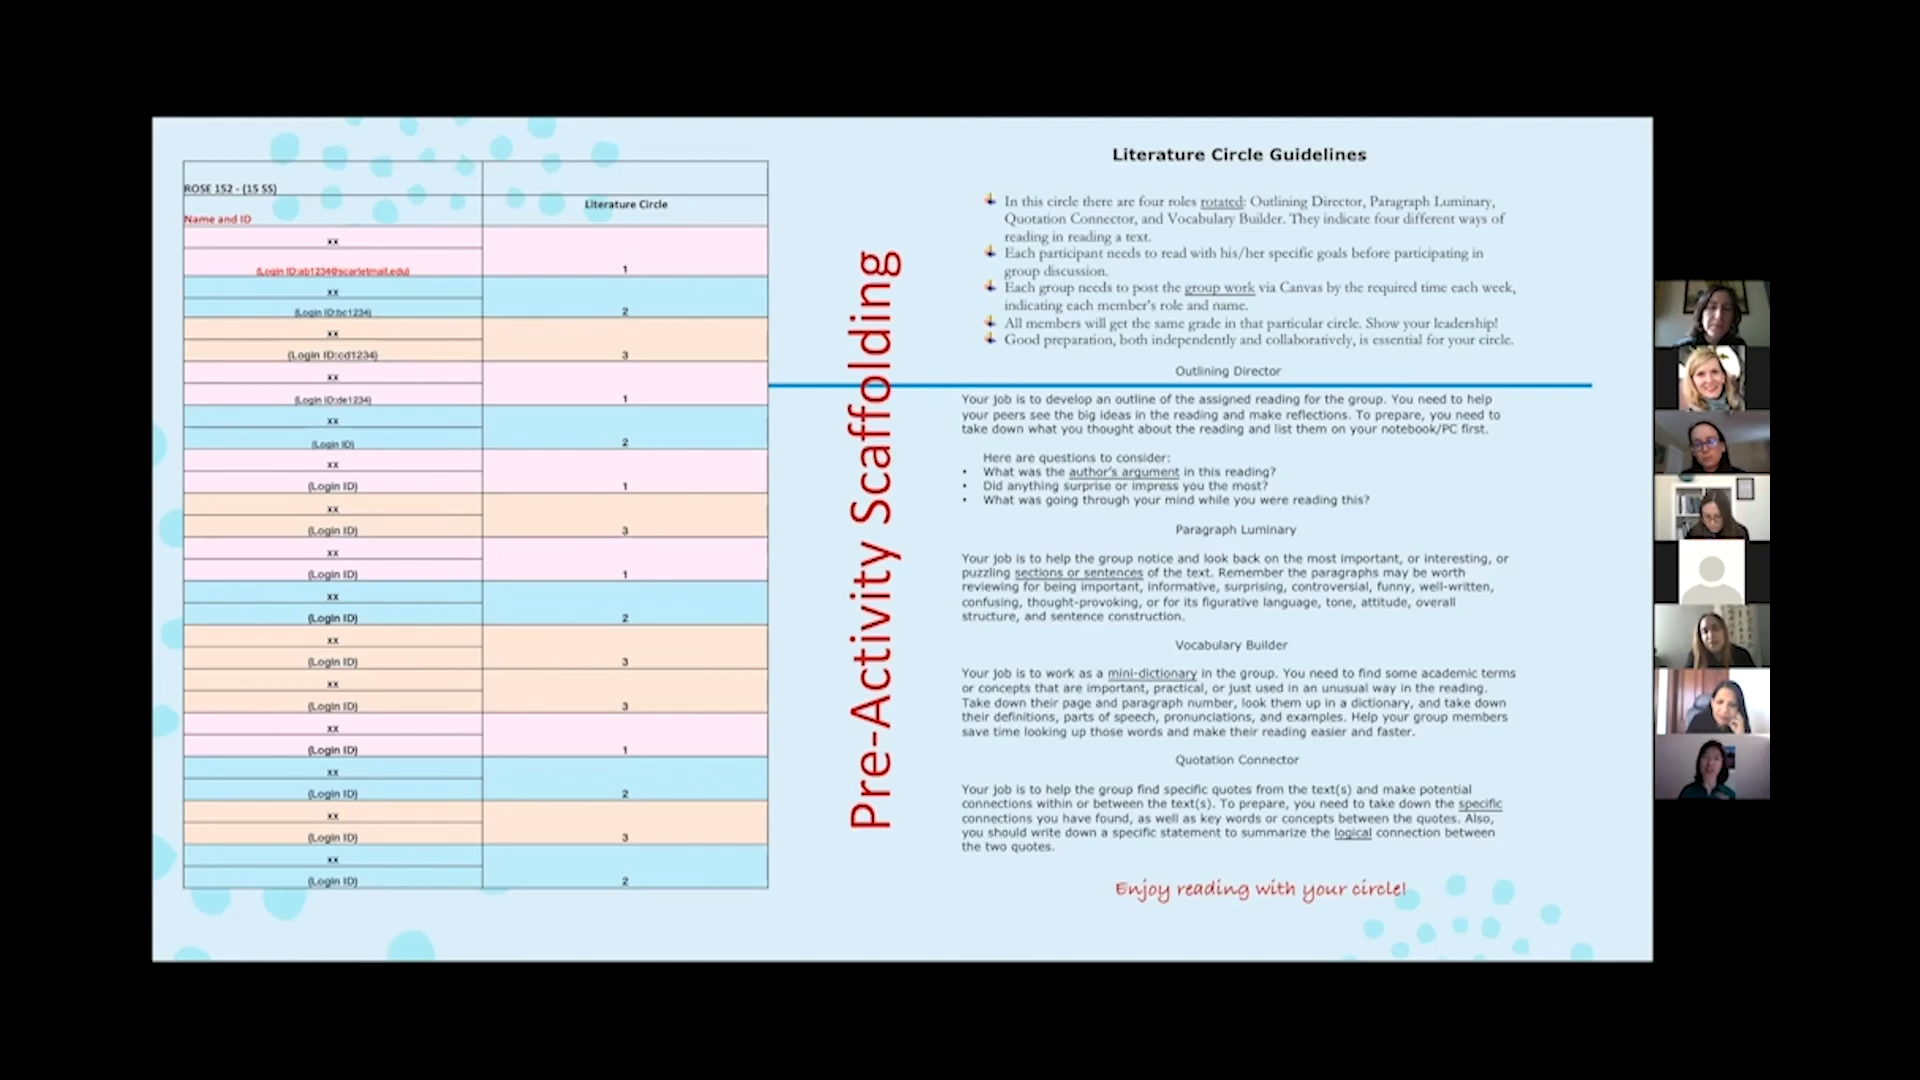 ROSE 152 - (15 SS)
Literature Circle
Name and ID
xx
(Login ID:ab1234@scarletmail.edu)
1
xx
(Login ID:bc1234)
2
xx
(Login ID:cd1234)
3
xx
(Login ID:de1234)
1
xx
(Login ID)
2
xx
(Login ID)
1
xx
(Login ID)
3
xx
(Login ID)
1
xx
(Login ID)
2
xx
(Login ID)
3
xx
(Login ID)
3
xx
(Login ID)
1
xx
(Login ID)
2
xx
(Login ID)
3
xx
(Login ID)
2
Pre-Activity Scaffolding
Literature Circle Guidelines
In this circle there are four roles rotated: Outlining Director, Paragraph Luminary,
Quotation Connector, and Vocabulary Builder. They indicate four different ways of
reading in reading a text.
Each participant needs to read with his/her specific goals before participating in
group discussion.
Each group needs to post the group work via Canvas by the required time each week,
indicating each member's role and name.
All members will get the same grade in that particular circle. Show your leadership!
Good preparation, both independently and collaboratively, is essential for your circle.
Outlining Director
Your job is to develop an outline of the assigned reading for the group. You need to help
your peers see the big ideas in the reading and make reflections. To prepare, you need to
take down what you thought about the reading and list them on your notebook/PC first.
Here are questions to consider:
• What was the author's argument in this reading?
• Did anything surprise or impress you the most?
• What was going through your mind while you were reading this?
Paragraph Luminary
Your job is to help the group notice and look back on the most important, or interesting, or
puzzling sections or sentences of the text. Remember the paragraphs may be worth
reviewing for being important, informative, surprising, controversial, funny, well-written,
confusing, thought-provoking, or for its figurative language, tone, attitude, overall
structure, and sentence construction.
Vocabulary Builder
Your job is to work as a mini-dictionary in the group. You need to find some academic terms
or concepts that are important, practical, or just used in an unusual way in the reading.
Take down their page and paragraph number, look them up in a dictionary, and take down
their definitions, parts of speech, pronunciations, and examples. Help your group members
save time looking up those words and make their reading easier and faster.
Quotation Connector
Your job is to help the group find specific quotes from the text(s) and make potential
connections within or between the text(s). To prepare, you need to take down the specific
connections you have found, as well as key words or concepts between the quotes. Also,
you should write down a specific statement to summarize the logical connection between
the two quotes.
Enjoy reading with your circle!